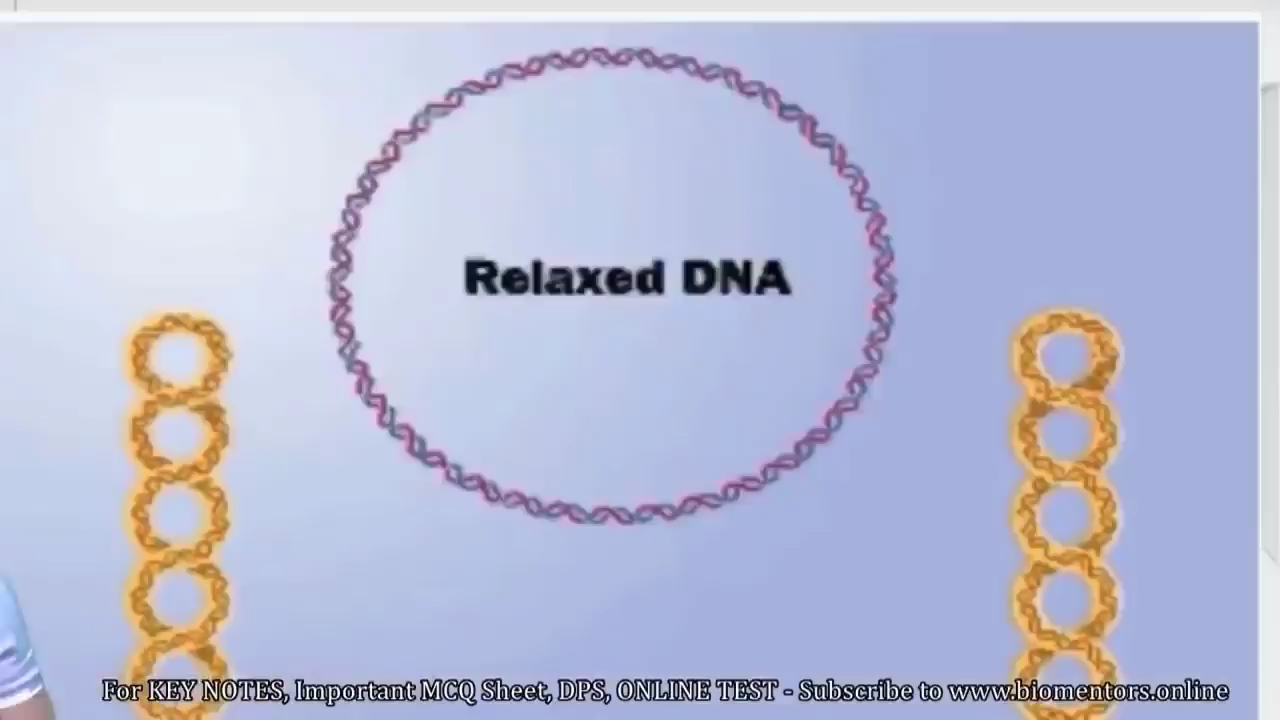 Relaxed DNA
For KEY NOTES, Important MCQ Sheet, DPS, ONLINE TEST - Subscribe to www.biomentors.online